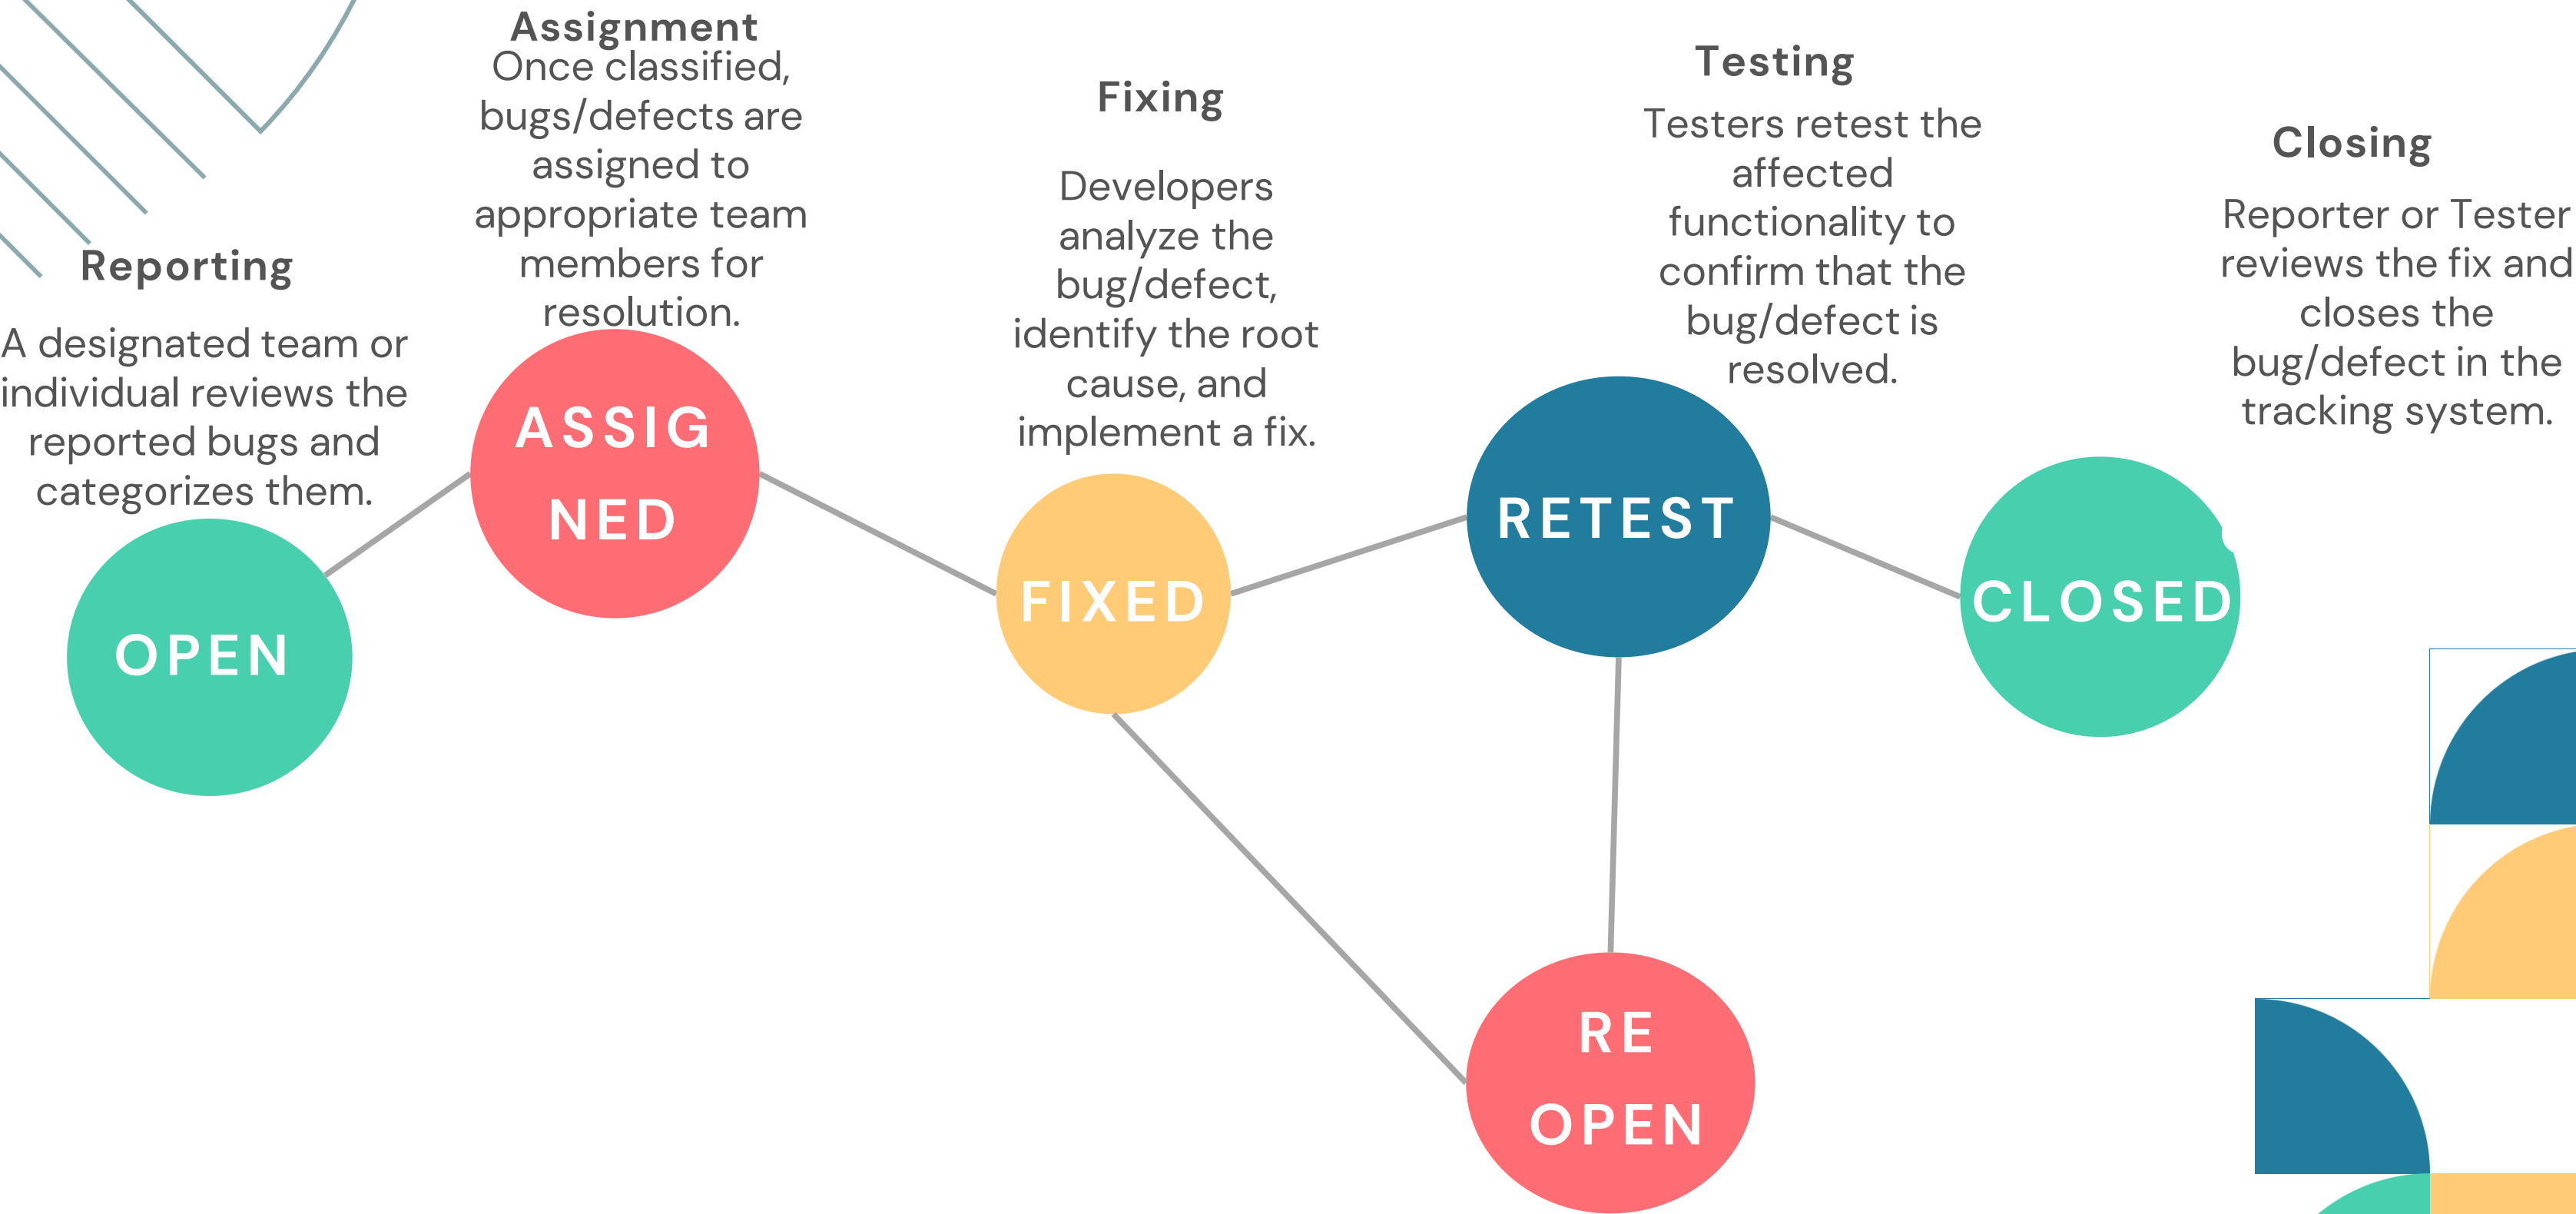 Reporting
A designated team or
individual reviews the
reported bugs and
categorizes them.
OPEN
Assignment
Once classified,
bugs/defects are
assigned to
appropriate team
members for
resolution.
ASSIG
NED
Fixing
Developers
analyze the
bug/defect,
identify the root
cause, and
implement a fix.
FIXED
Testing
Testers retest the
affected
functionality to
confirm that the
bug/defect is
resolved.
RETEST
Closing
Reporter or Tester
reviews the fix and
closes the
bug/defect in the
tracking system.
CLOSED
RE
OPEN